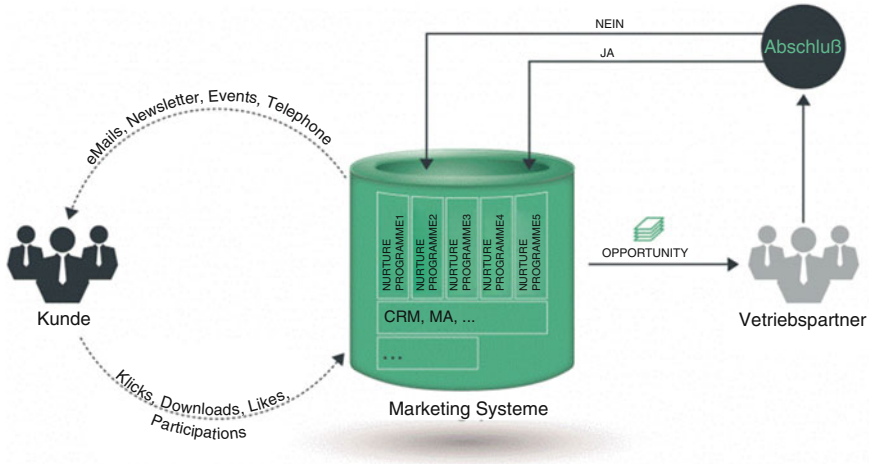 NEIN
Abschluß
JA
eMails, Newsletter, Events, Telephone
NURTURE
PROGRAMME1
NURTURE
PROGRAMME2
NURTURE
PROGRAMME3
NURTURE
PROGRAMME4
NURTURE
PROGRAMME5
OPPORTUNITY
CRM, MA, ...
Kunde
Vetriebspartner
...
Klicks, Downloads, Likes,
Participations
Marketing Systeme